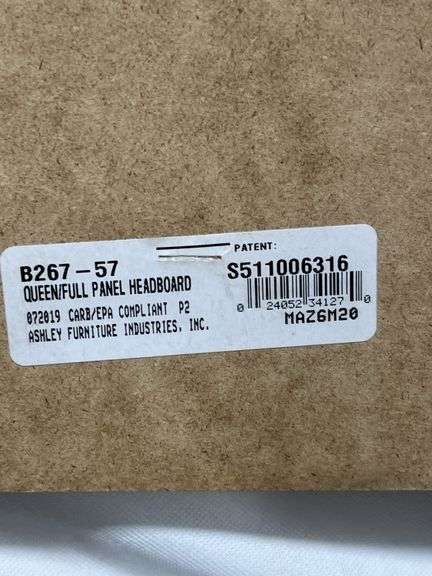 PATENT:
B267-57
S511006316
QUEEN/FULL PANEL HEADBOARD
072019 CARB/EPA COMPLIANT P2
0 24052 34127 0
ASHLEY FURNITURE INDUSTRIES, INC.
MAZ6M20